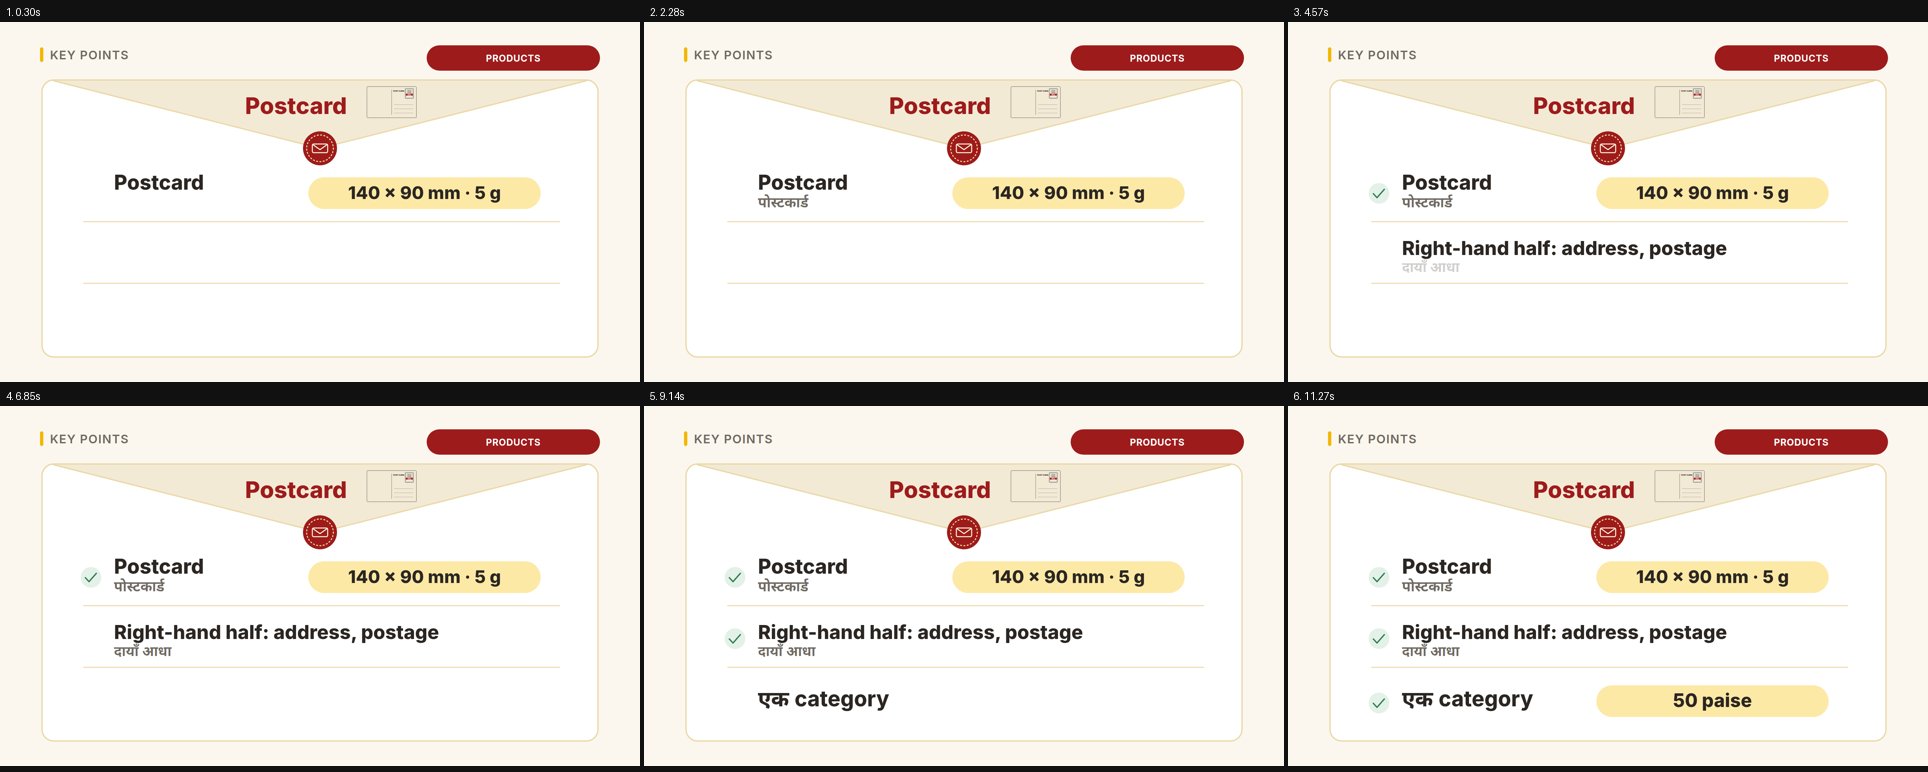 1. 0.30s
KEY POINTS
PRODUCTS
Postcard
Postcard
140 × 90 mm · 5 g
2. 2.28s
KEY POINTS
PRODUCTS
Postcard
Postcard
140 × 90 mm · 5 g
पोस्टकार्ड
3. 4.57s
KEY POINTS
PRODUCTS
Postcard
Postcard
140 × 90 mm · 5 g
पोस्टकार्ड
Right-hand half: address, postage
दायाँ आधा
4. 6.85s
KEY POINTS
PRODUCTS
Postcard
Postcard
140 × 90 mm · 5 g
पोस्टकार्ड
Right-hand half: address, postage
दायाँ आधा
5. 9.14s
KEY POINTS
PRODUCTS
Postcard
Postcard
140 × 90 mm · 5 g
पोस्टकार्ड
Right-hand half: address, postage
दायाँ आधा
एक category
6. 11.27s
KEY POINTS
PRODUCTS
Postcard
Postcard
140 × 90 mm · 5 g
पोस्टकार्ड
Right-hand half: address, postage
दायाँ आधा
एक category
50 paise